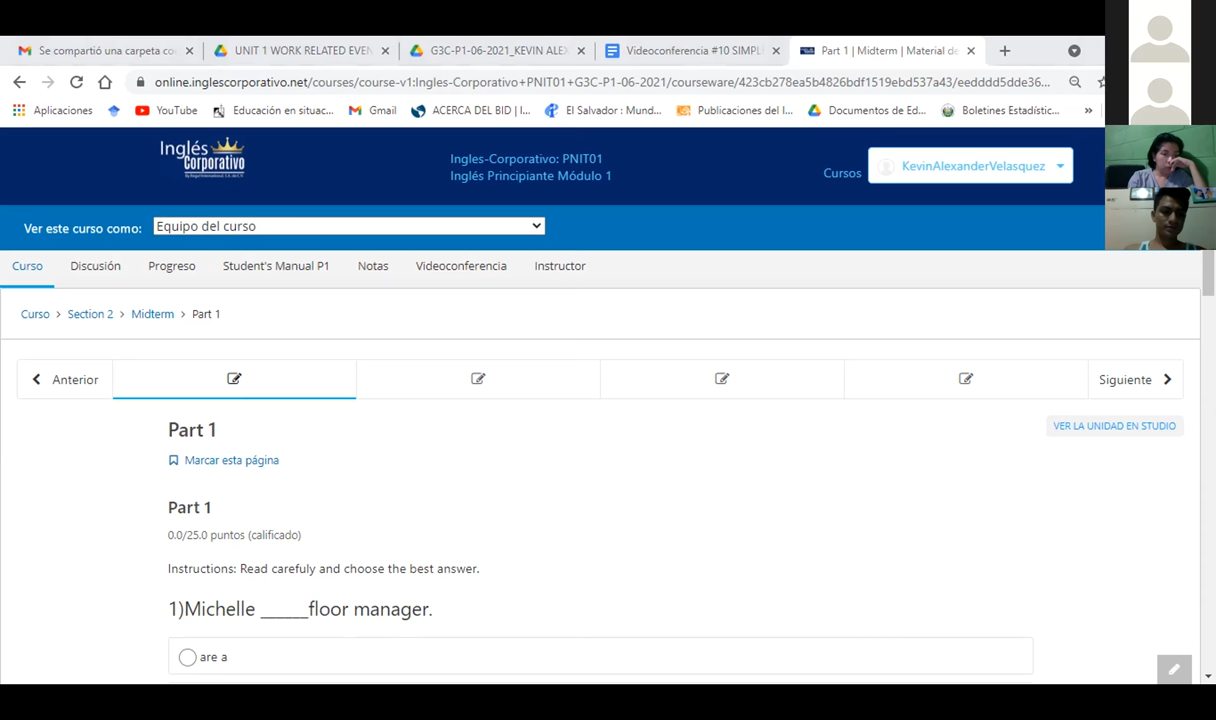 Se compartió una carpeta co
UNIT 1 WORK RELATED EVEN
G3C-P1-06-2021_KEVIN ALE
Videoconferencia #10 SIMPL
Part 1 | Midterm | Material de
online.inglescorporativo.net/courses/course-v1:Ingles-Corporativo+PNIT01+G3C-P1-06-2021/courseware/423cb278ea5b4826bdf1519ebd537a43/eedddd5dde36...
Aplicaciones
YouTube
Educación en situac...
Gmail
ACERCA DEL BID | I...
El Salvador : Mund...
Publicaciones del I...
Documentos de Ed...
Boletines Estadístic...
»
Inglés
Corporativo
Ingles-Corporativo: PNIT01
Inglés Principiante Módulo 1
Cursos
KevinAlexanderVelasquez
Ver este curso como:
Equipo del curso
Curso
Discusión
Progreso
Student's Manual P1
Notas
Videoconferencia
Instructor
Curso > Section 2 > Midterm > Part 1
Anterior
Siguiente
Part 1
VER LA UNIDAD EN STUDIO
Marcar esta página
Part 1
0.0/25.0 puntos (calificado)
Instructions: Read carefuly and choose the best answer.
1)Michelle _____floor manager.
are a